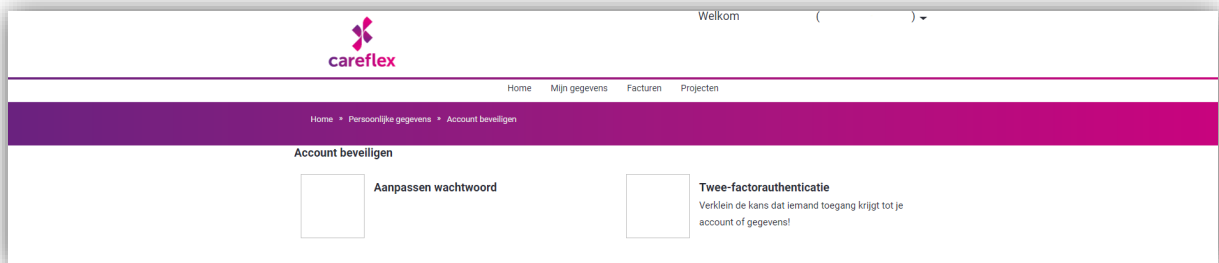 Welkom ( )
careflex
Home Mijn gegevens Facturen Projecten
Home » Persoonlijke gegevens » Account beveiligen
Account beveiligen
Aanpassen wachtwoord
Twee-factorauthenticatie
Verklein de kans dat iemand toegang krijgt tot je
account of gegevens!